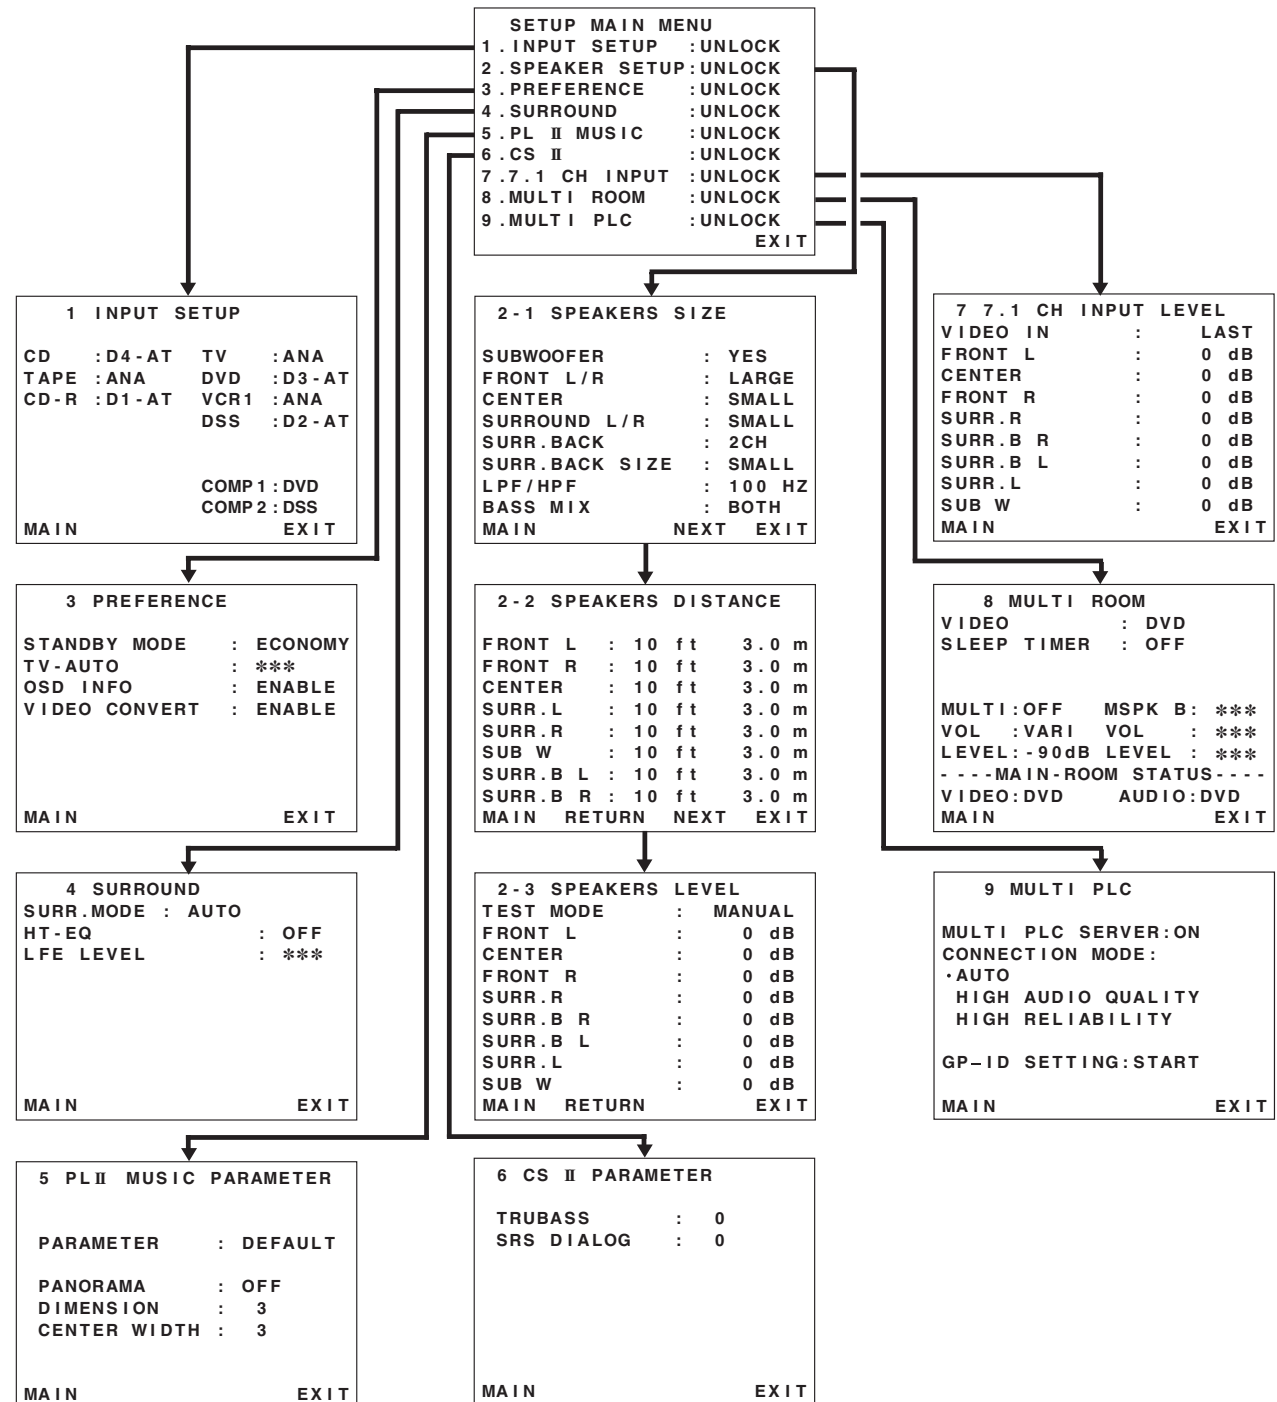 SETUP MAIN MENU
1.INPUT SETUP :UNLOCK
2.SPEAKER SETUP:UNLOCK
3.PREFERENCE :UNLOCK
4.SURROUND :UNLOCK
5.PL II MUSIC :UNLOCK
6.CS II :UNLOCK
7.7.1 CH INPUT :UNLOCK
8.MULTI ROOM :UNLOCK
9.MULTI PLC :UNLOCK
EXIT
1 INPUT SETUP
CD :D4-AT TV :ANA
TAPE :ANA DVD :D3-AT
CD-R :D1-AT VCR1 :ANA
DSS :D2-AT
COMP1:DVD
COMP2:DSS
MAIN EXIT
2-1 SPEAKERS SIZE
SUBWOOFER : YES
FRONT L/R : LARGE
CENTER : SMALL
SURROUND L/R : SMALL
SURR.BACK : 2CH
SURR.BACK SIZE : SMALL
LPF/HPF : 100 HZ
BASS MIX : BOTH
MAIN NEXT EXIT
7 7.1 CH INPUT LEVEL
VIDEO IN : LAST
FRONT L : 0 dB
CENTER : 0 dB
FRONT R : 0 dB
SURR.R : 0 dB
SURR.B R : 0 dB
SURR.B L : 0 dB
SURR.L : 0 dB
SUB W : 0 dB
MAIN EXIT
3 PREFERENCE
STANDBY MODE : ECONOMY
TV-AUTO : ***
OSD INFO : ENABLE
VIDEO CONVERT : ENABLE
MAIN EXIT
2-2 SPEAKERS DISTANCE
FRONT L : 10 ft 3.0 m
FRONT R : 10 ft 3.0 m
CENTER : 10 ft 3.0 m
SURR.L : 10 ft 3.0 m
SURR.R : 10 ft 3.0 m
SUB W : 10 ft 3.0 m
SURR.B L : 10 ft 3.0 m
SURR.B R : 10 ft 3.0 m
MAIN RETURN NEXT EXIT
8 MULTI ROOM
VIDEO : DVD
SLEEP TIMER : OFF
MULTI:OFF MSPK B: ***
VOL :VARI VOL : ***
LEVEL:-90dB LEVEL : ***
----MAIN-ROOM STATUS----
VIDEO:DVD AUDIO:DVD
MAIN EXIT
4 SURROUND
SURR.MODE : AUTO
HT-EQ : OFF
LFE LEVEL : ***
MAIN EXIT
2-3 SPEAKERS LEVEL
TEST MODE : MANUAL
FRONT L : 0 dB
CENTER : 0 dB
FRONT R : 0 dB
SURR.R : 0 dB
SURR.B R : 0 dB
SURR.B L : 0 dB
SURR.L : 0 dB
SUB W : 0 dB
MAIN RETURN EXIT
9 MULTI PLC
MULTI PLC SERVER:ON
CONNECTION MODE:
·AUTO
HIGH AUDIO QUALITY
HIGH RELIABILITY
GP–ID SETTING:START
MAIN EXIT
5 PLII MUSIC PARAMETER
PARAMETER : DEFAULT
PANORAMA : OFF
DIMENSION : 3
CENTER WIDTH : 3
MAIN EXIT
6 CS II PARAMETER
TRUBASS : 0
SRS DIALOG : 0
MAIN EXIT